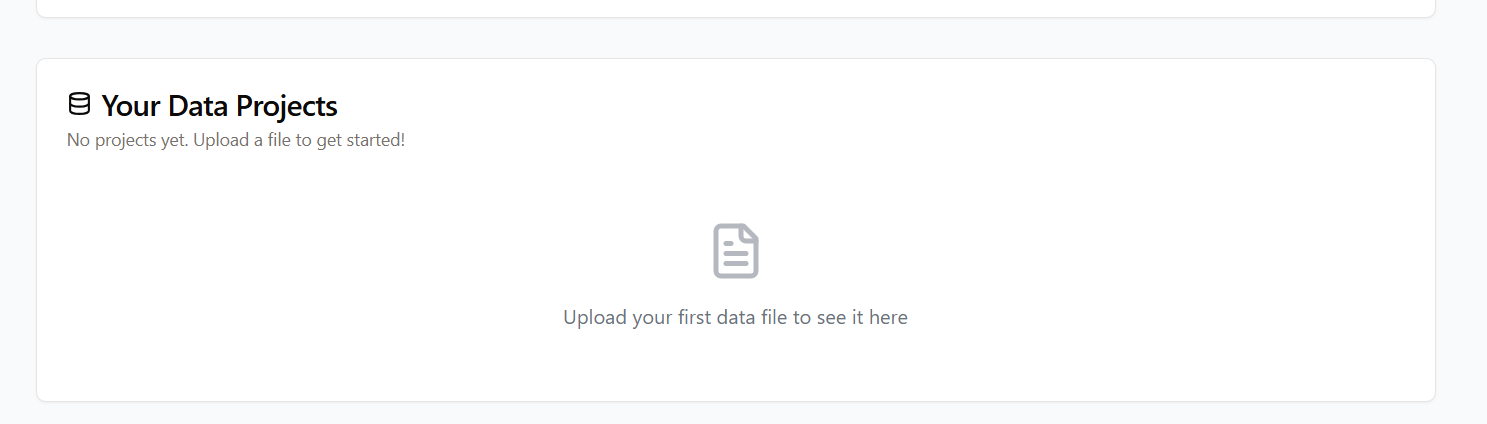 Your Data Projects
No projects yet. Upload a file to get started!
Upload your first data file to see it here